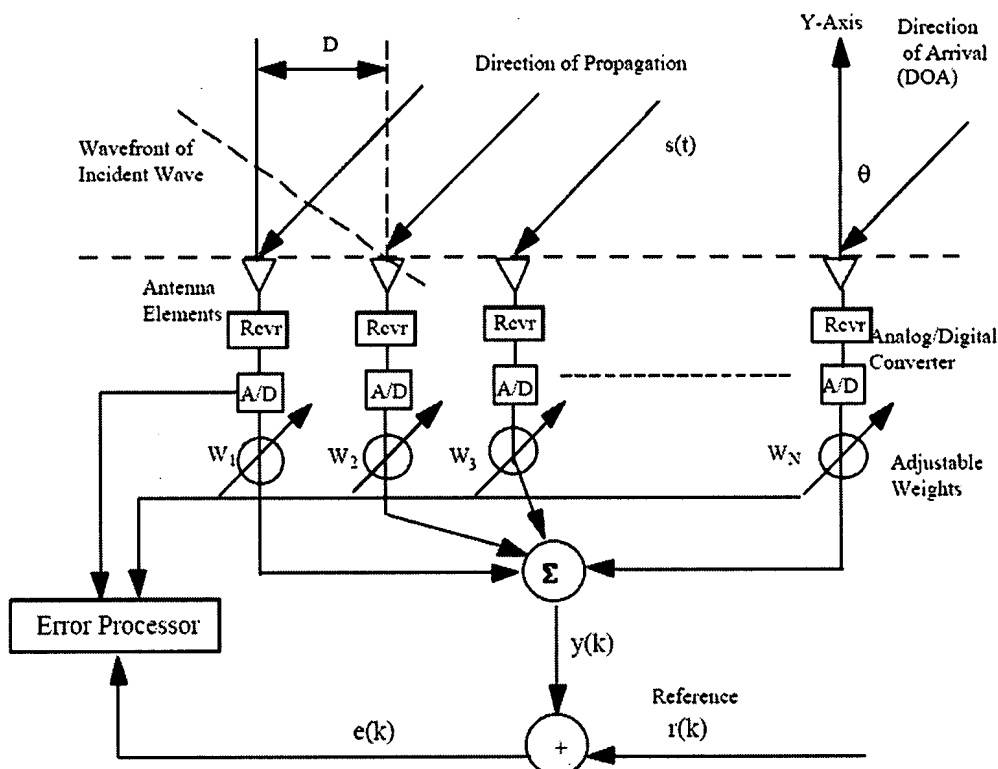 Y-Axis
Direction
of Arrival
(DOA)
D
Direction of Propagation
Wavefront of
Incident Wave
s(t)
θ
Antenna
Elements
Rcvr
Rcvr
Rcvr
Rcvr
Analog/Digital
Converter
A/D
A/D
A/D
A/D
W1
W2
W3
WN
Adjustable
Weights
Σ
Error Processor
y(k)
Reference
e(k)
+
r(k)